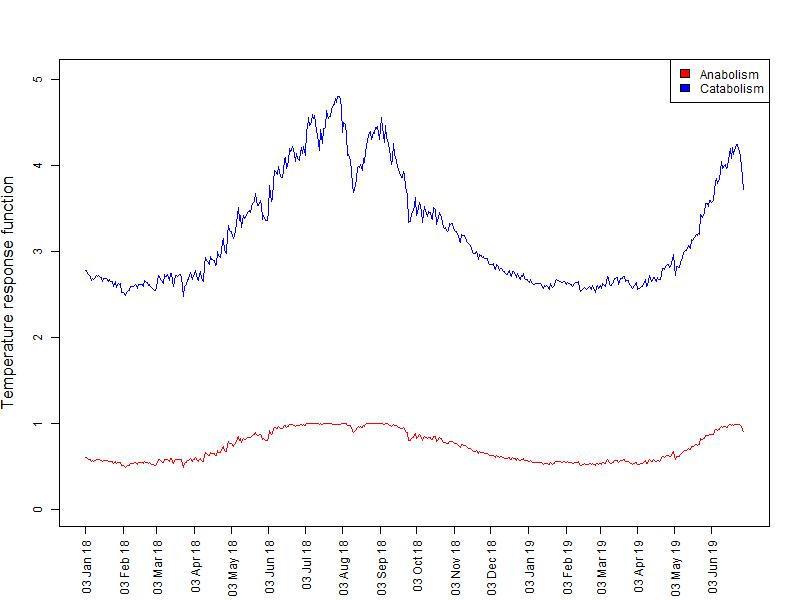 Anabolism
Catabolism
Temperature response function
5
4
3
2
1
0
03 Jan 18
03 Feb 18
03 Mar 18
03 Apr 18
03 May 18
03 Jun 18
03 Jul 18
03 Aug 18
03 Sep 18
03 Oct 18
03 Nov 18
03 Dec 18
03 Jan 19
03 Feb 19
03 Mar 19
03 Apr 19
03 May 19
03 Jun 19